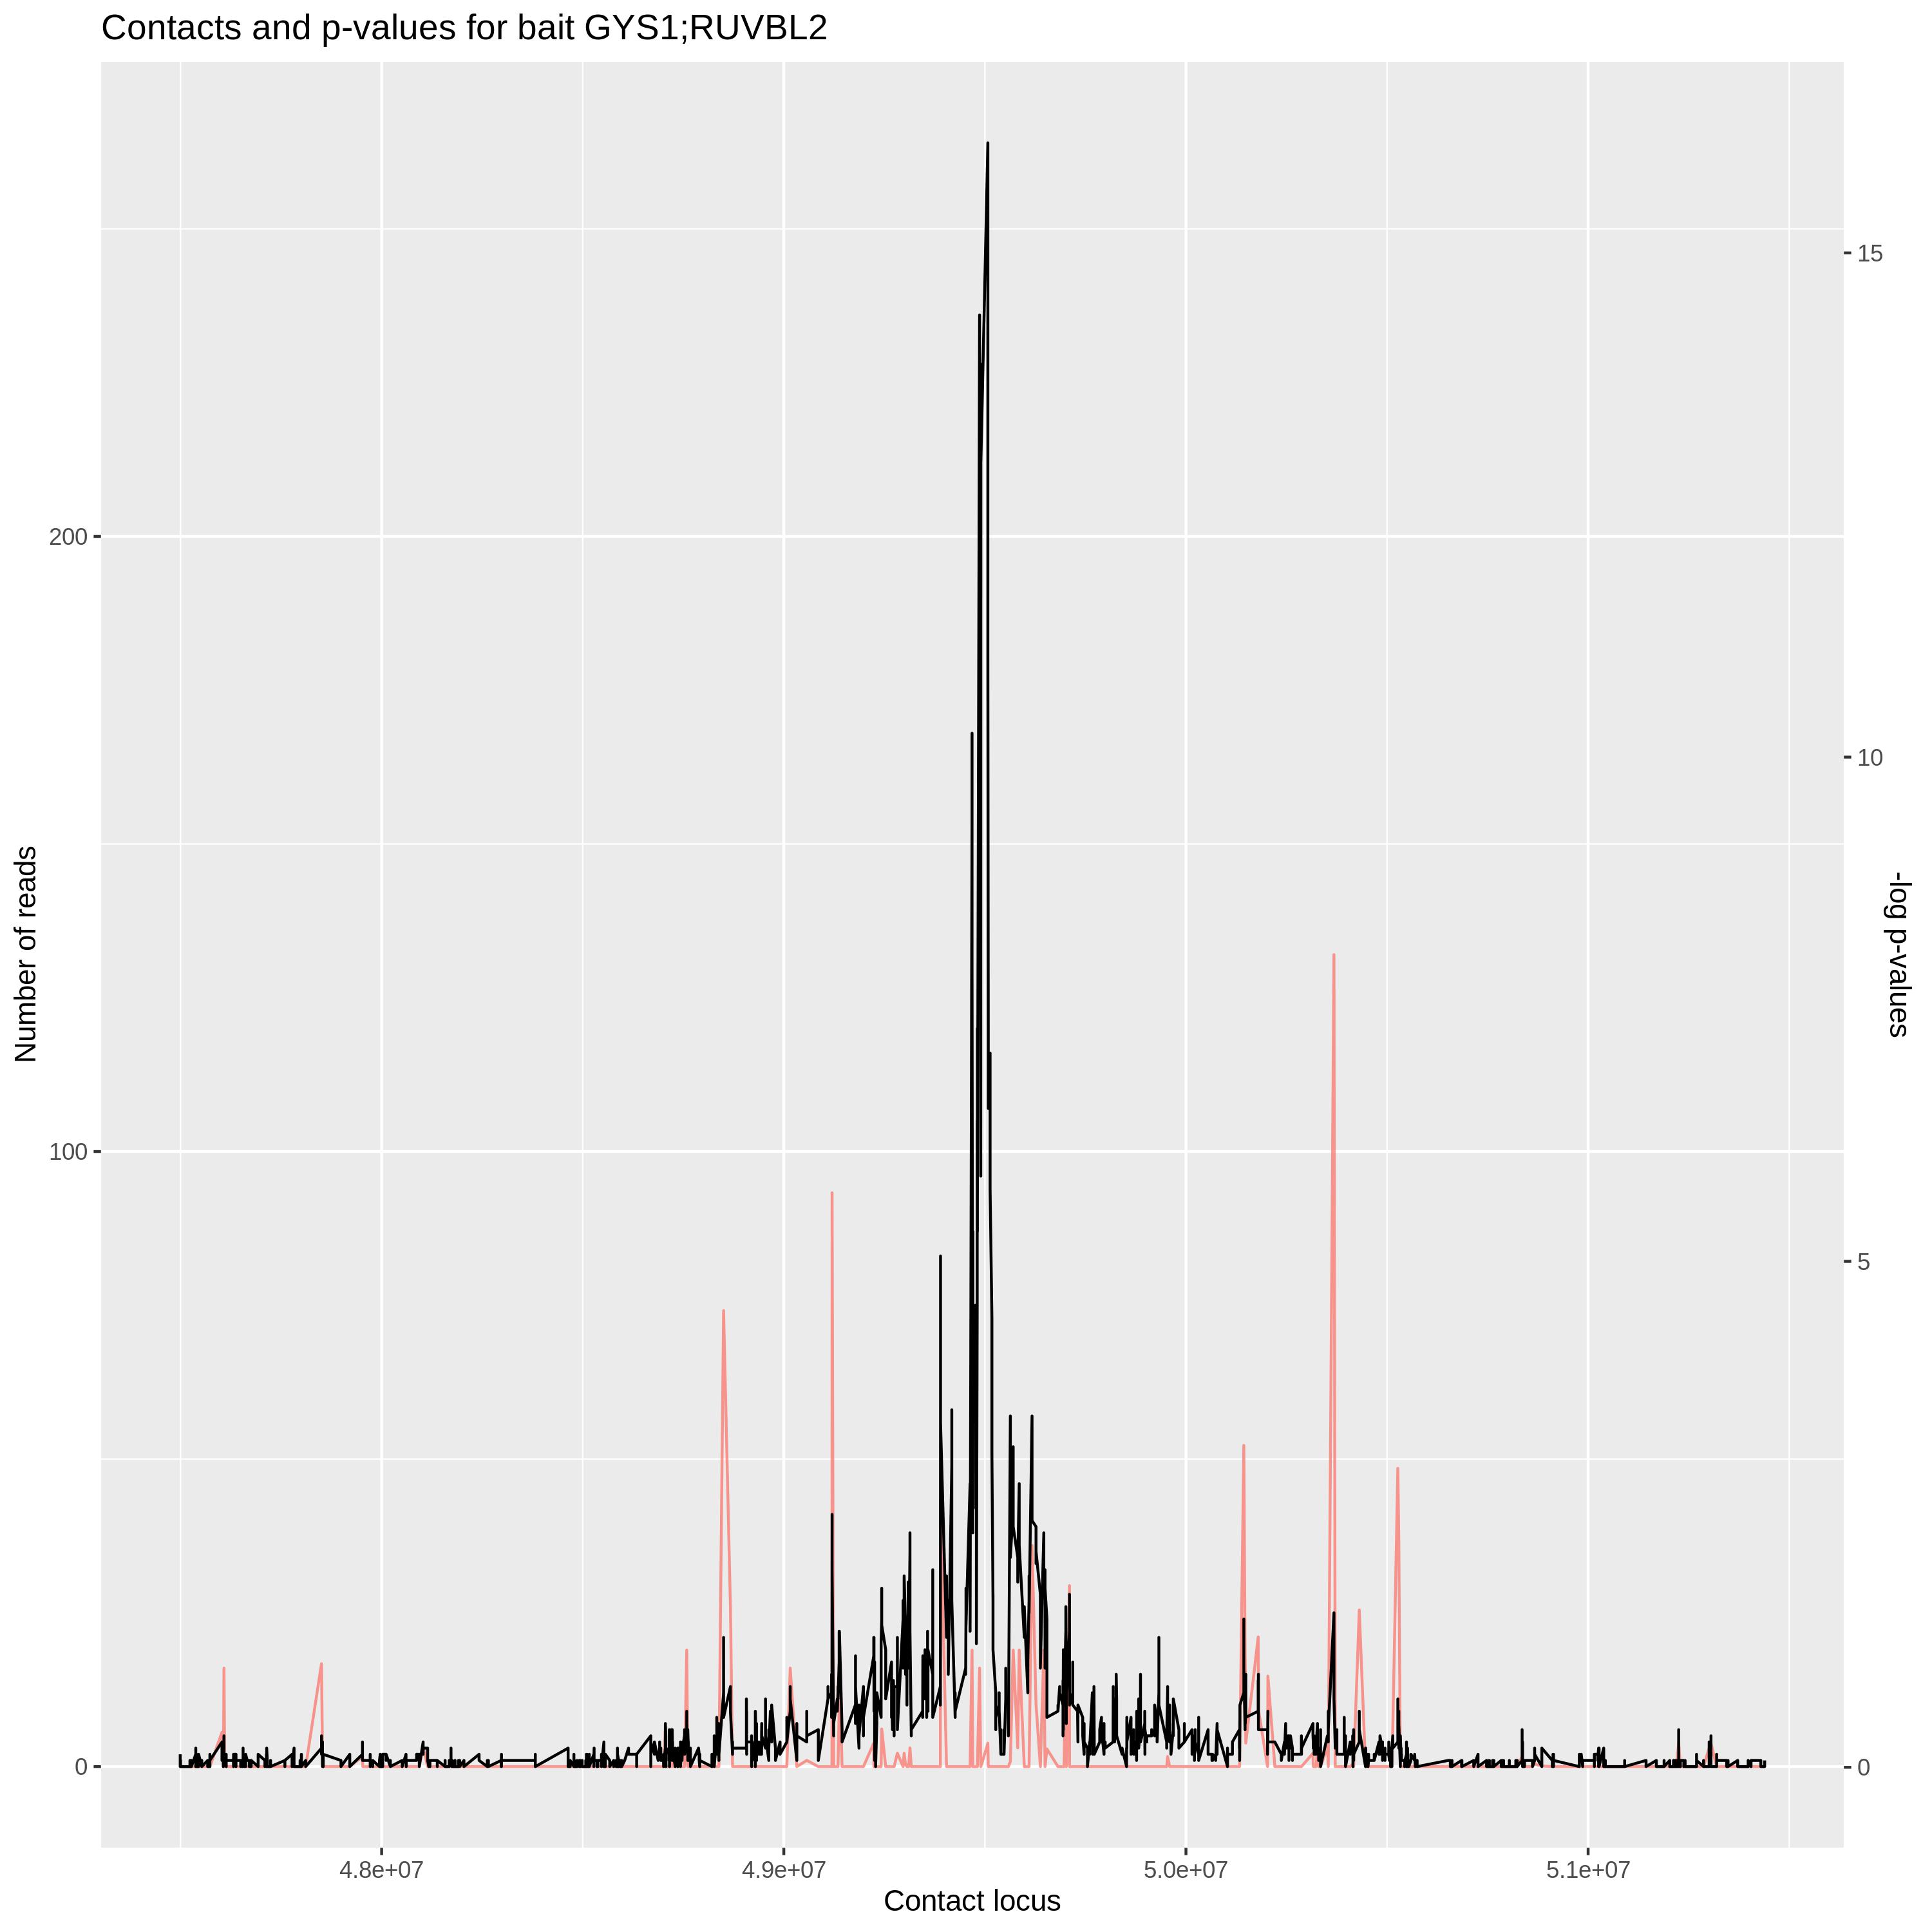 Contacts and p-values for bait GYS1;RUVBL2
Number of reads
200
100
0
15
10
5
0
-log p-values
4.8e+07 4.9e+07 5.0e+07 5.1e+07
Contact locus